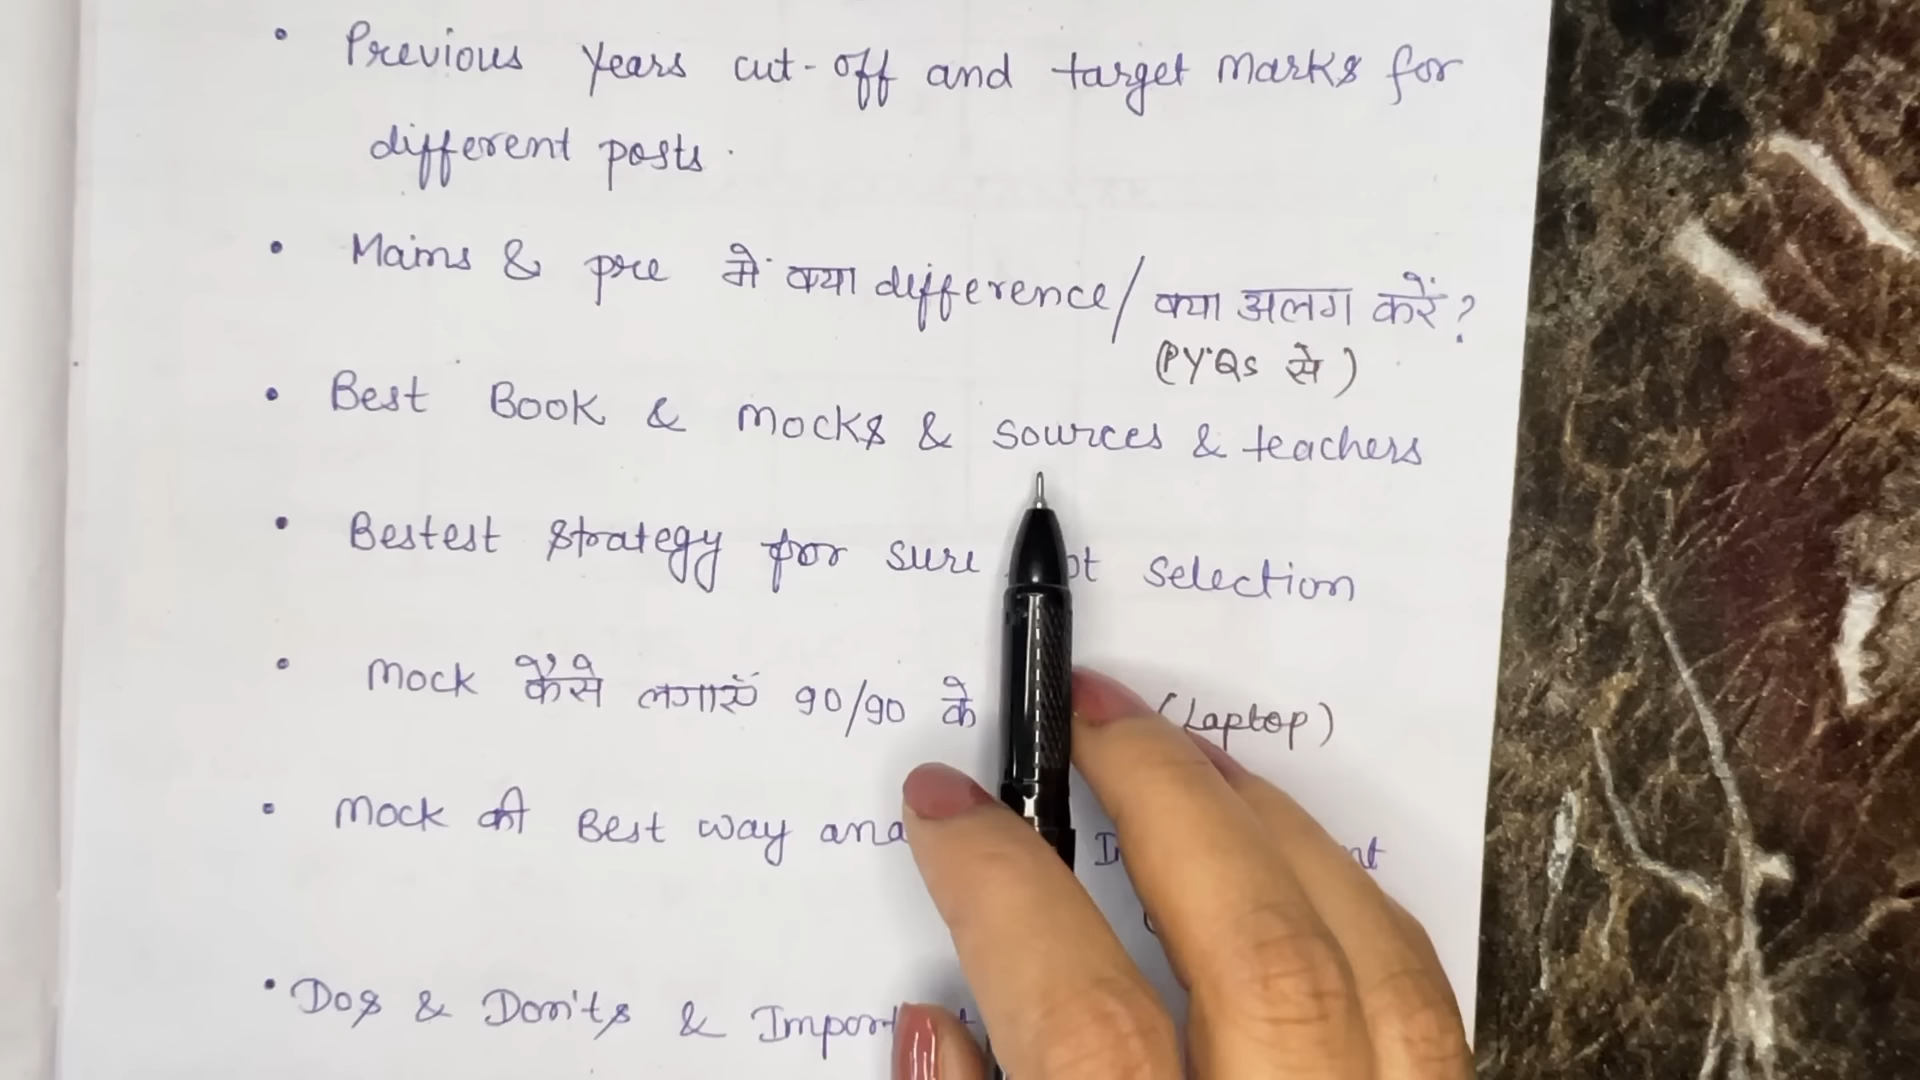 • Previous Years cut-off and target marks for
different posts.
• Mains & pre में क्या difference/ क्या अलग करें?
(PYQs से)
• Best Book & mocks & sources & teachers
• Bestest strategy for sure selection
• Mock कैसे लगाएँ 90/90 के (Laptop)
• Mock की Best way
• Dos & Don'ts &